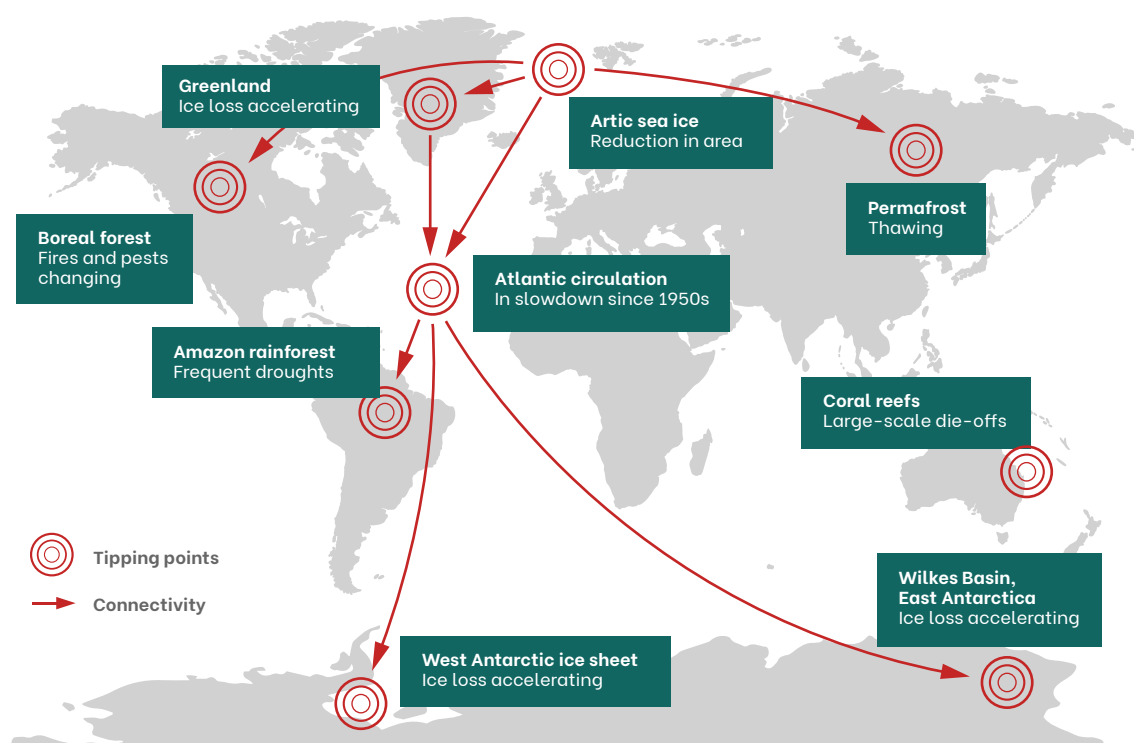 Greenland
Ice loss accelerating
Artic sea ice
Reduction in area
Permafrost
Thawing
Boreal forest
Fires and pests
changing
Atlantic circulation
In slowdown since 1950s
Amazon rainforest
Frequent droughts
Coral reefs
Large-scale die-offs
Tipping points
Connectivity
Wilkes Basin,
East Antarctica
Ice loss accelerating
West Antarctic ice sheet
Ice loss accelerating